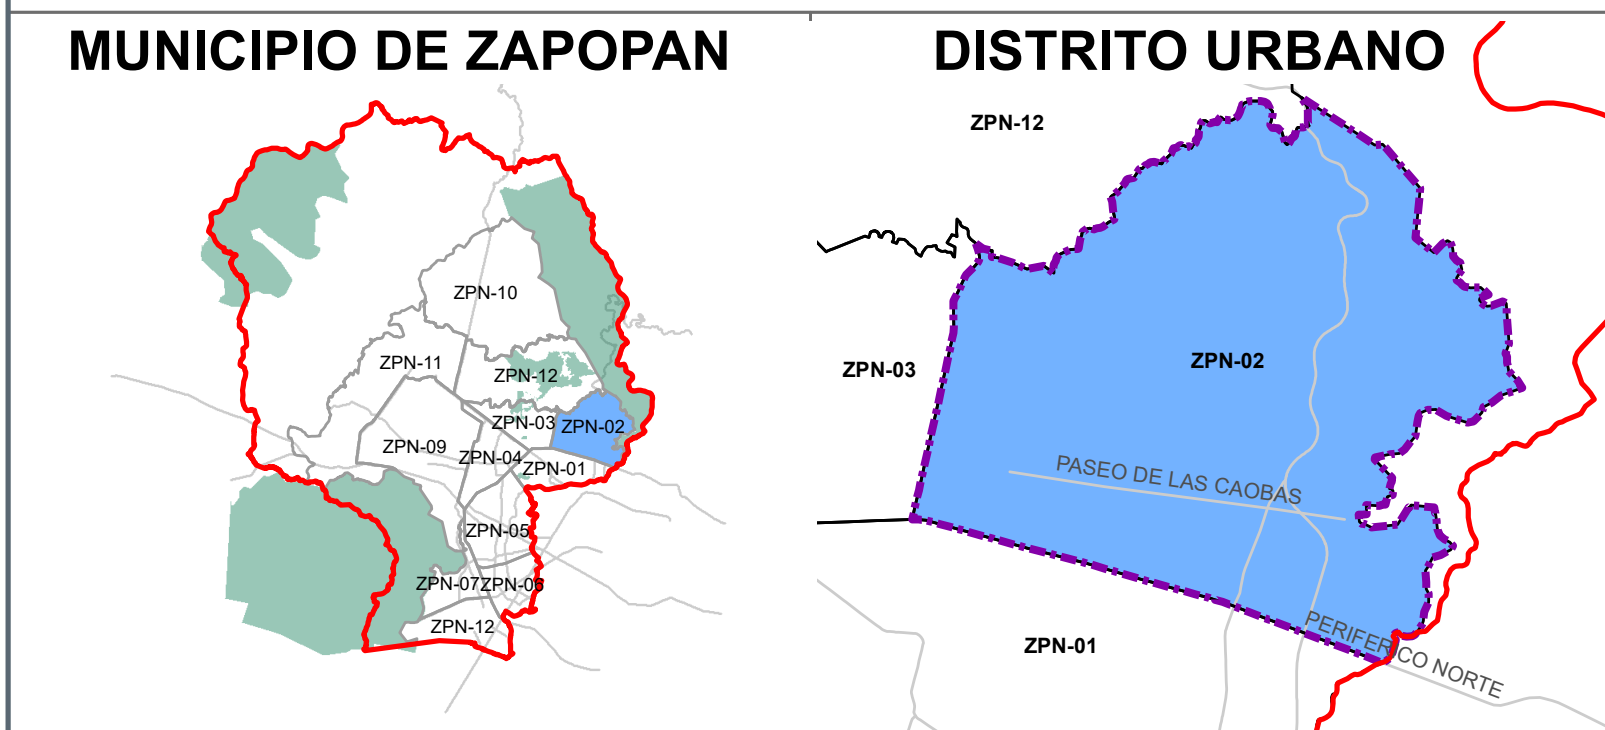 MUNICIPIO DE ZAPOPAN
ZPN-10
ZPN-11
ZPN-12
ZPN-03
ZPN-02
ZPN-09
ZPN-04
ZPN-01
ZPN-05
ZPN-07
ZPN-06
ZPN-12
DISTRITO URBANO
ZPN-12
ZPN-02
ZPN-03
PASEO DE LAS CAOBAS
ZPN-01
PERIFERICO NORTE